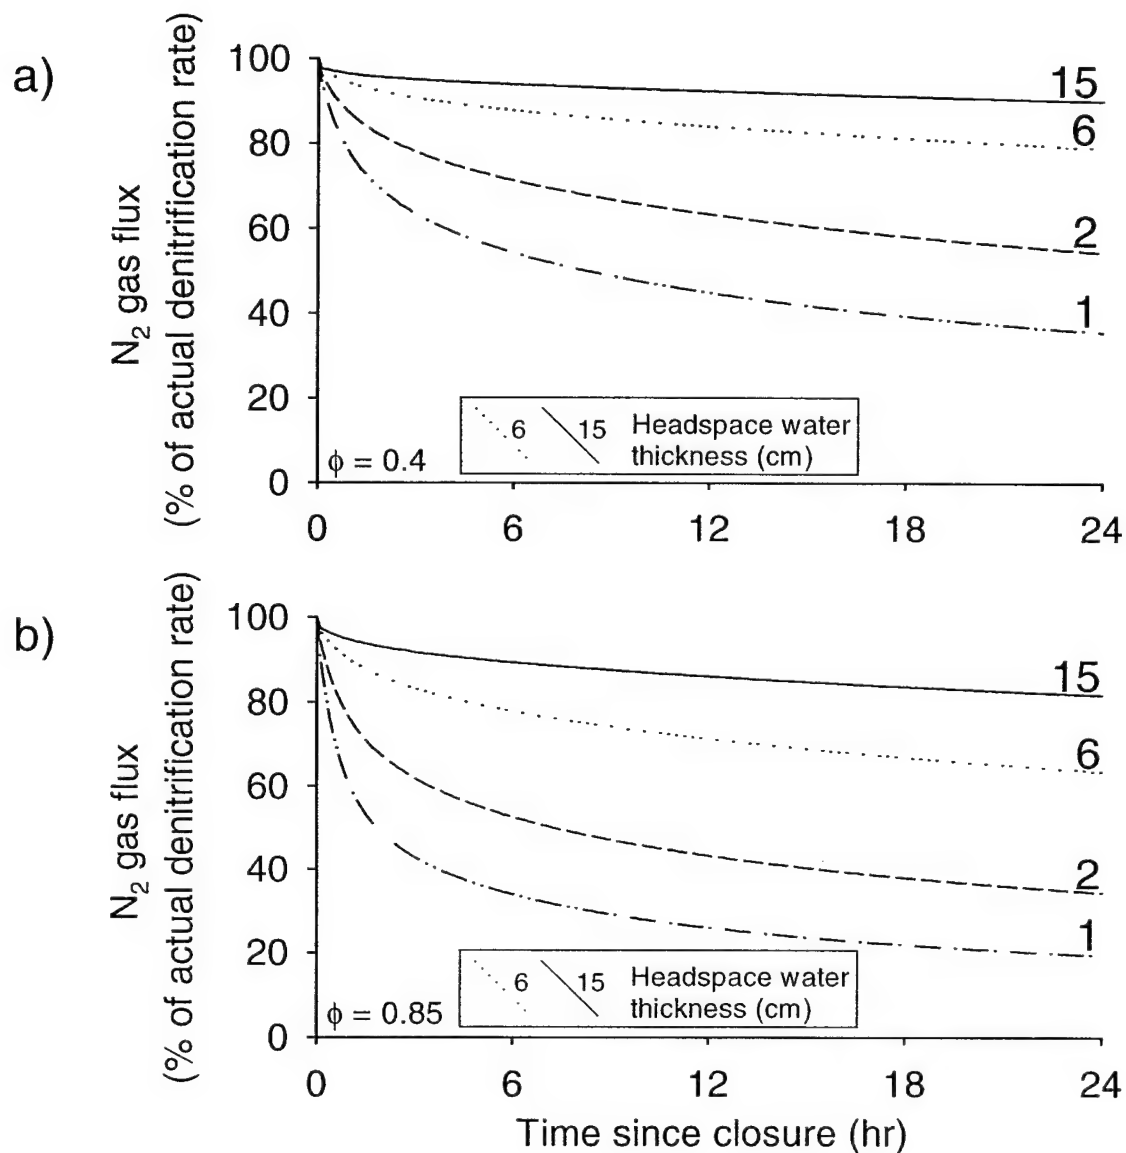 a)
N₂ gas flux
(% of actual denitrification rate)
100
80
60
40
20
0
15
6
2
1
6 15 Headspace water
thickness (cm)
ϕ = 0.4
0 6 12 18 24
b)
N₂ gas flux
(% of actual denitrification rate)
100
80
60
40
20
0
15
6
2
1
6 15 Headspace water
thickness (cm)
ϕ = 0.85
0 6 12 18 24
Time since closure (hr)